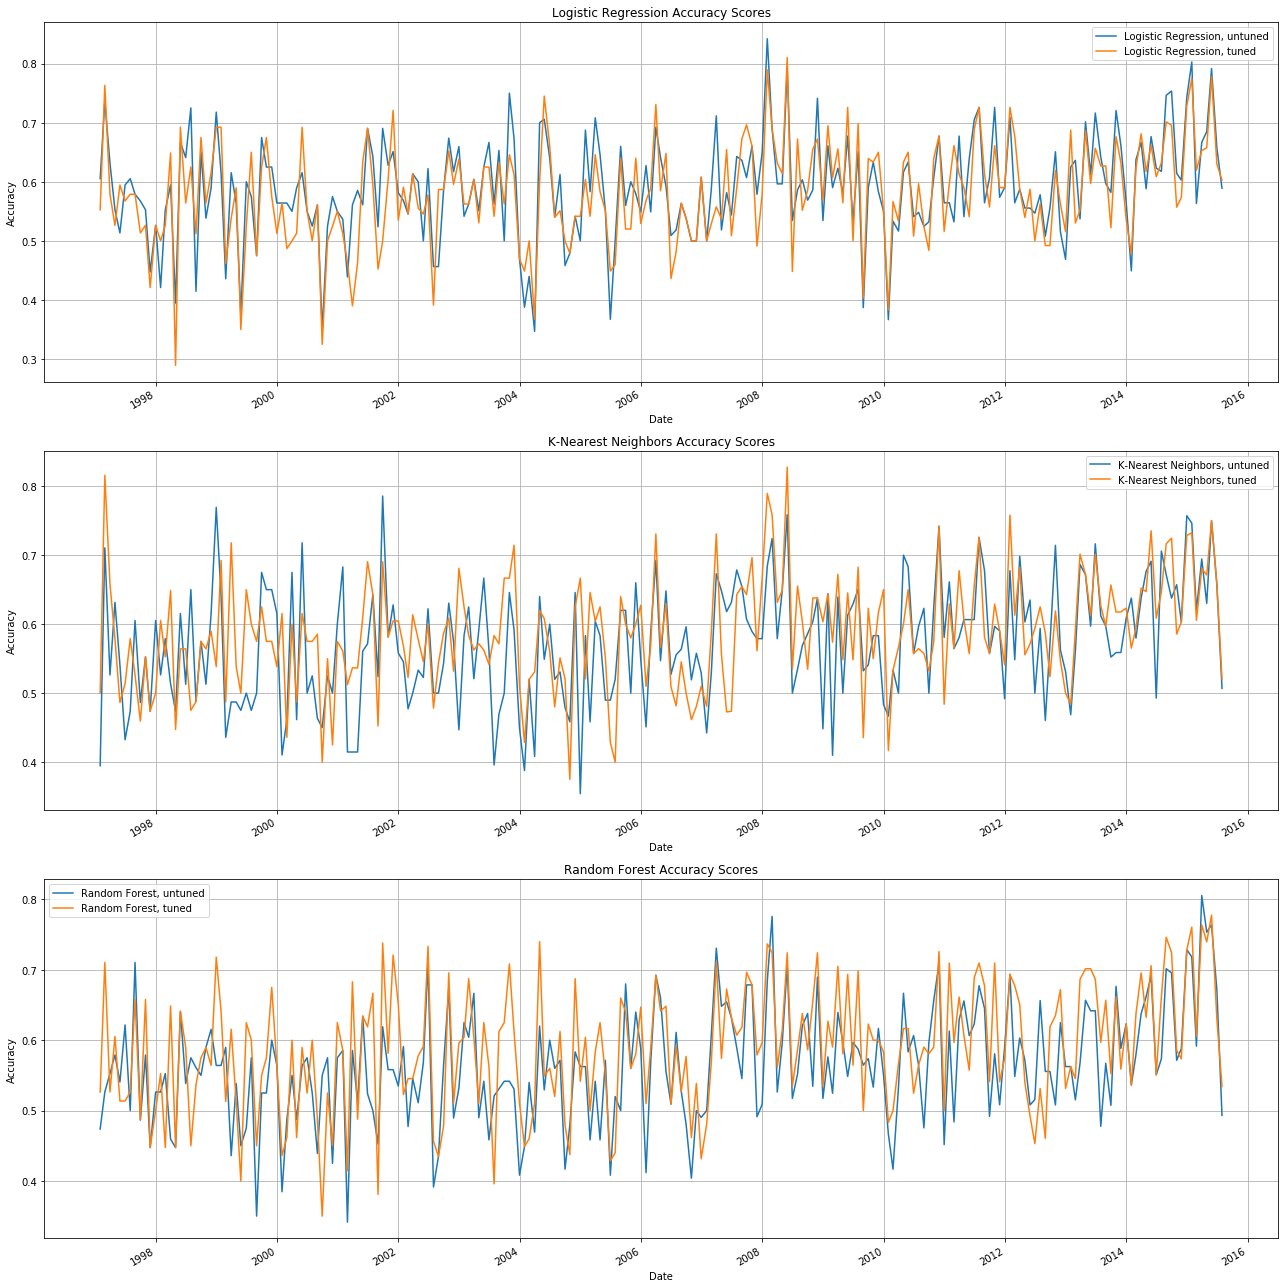 Logistic Regression Accuracy Scores
Logistic Regression, untuned
Logistic Regression, tuned
0.8
0.7
0.6
0.5
0.4
0.3
Accuracy
1998 2000 2002 2004 2006 2008 2010 2012 2014 2016
Date
K-Nearest Neighbors Accuracy Scores
K-Nearest Neighbors, untuned
K-Nearest Neighbors, tuned
0.8
0.7
0.6
0.5
0.4
Accuracy
1998 2000 2002 2004 2006 2008 2010 2012 2014 2016
Date
Random Forest Accuracy Scores
Random Forest, untuned
Random Forest, tuned
0.8
0.7
0.6
0.5
0.4
Accuracy
1998 2000 2002 2004 2006 2008 2010 2012 2014 2016
Date